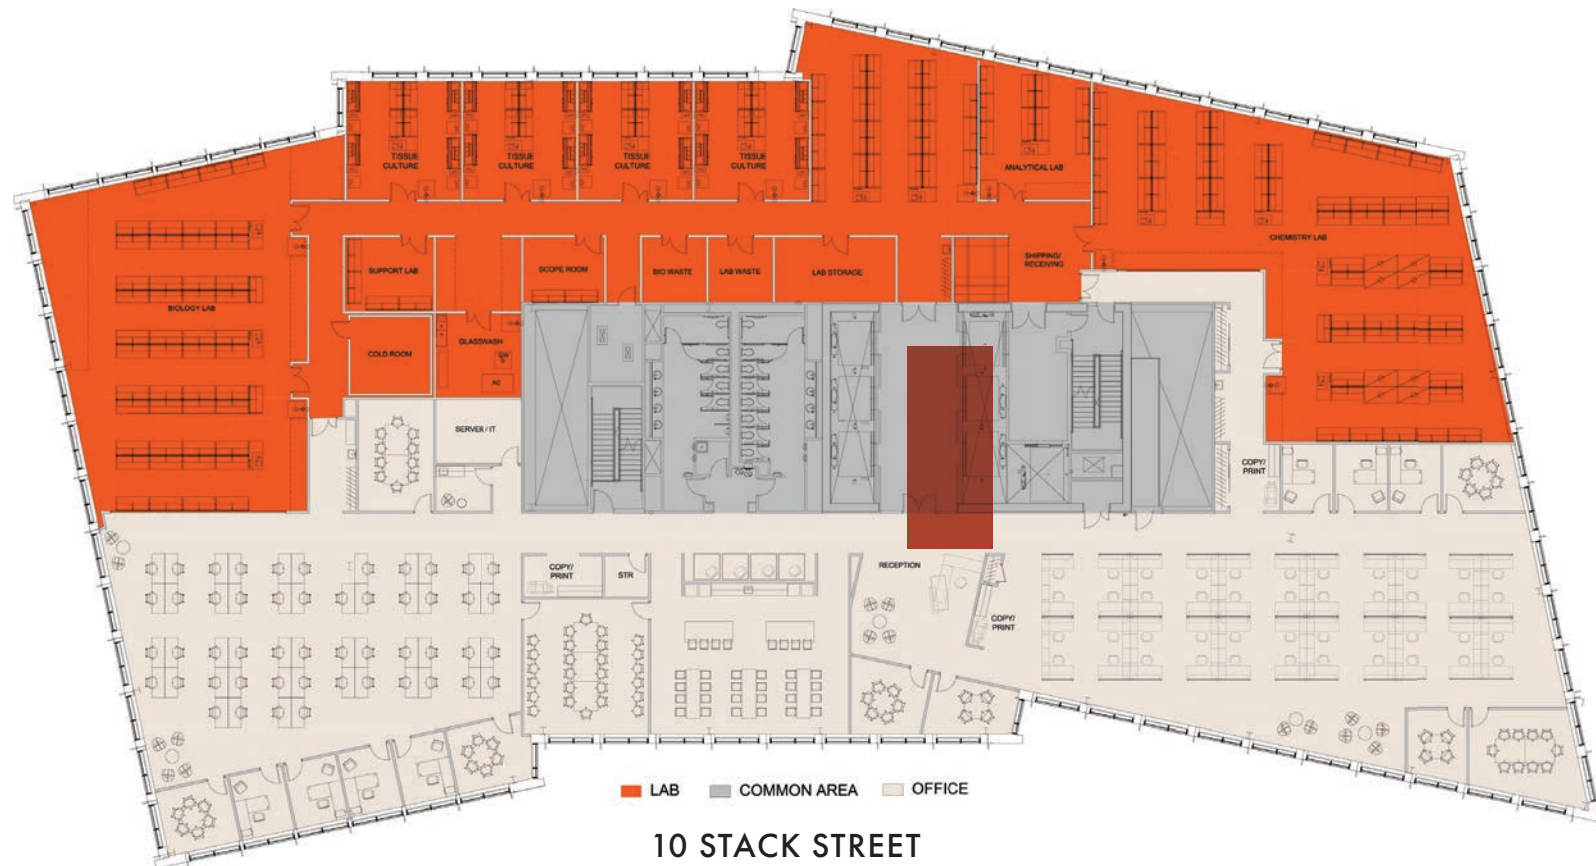 TISSUE
CULTURE
TISSUE
CULTURE
TISSUE
CULTURE
TISSUE
CULTURE
ANALYTICAL LAB
CHEMISTRY LAB
SUPPORT LAB
SCOPE ROOM
BIO WASTE
LAB WASTE
LAB STORAGE
SHIPPING/
RECEIVING
BIOLOGY LAB
COLD ROOM
GLASSWASH
GW
AC
SERVER / IT
COPY/
PRINT
COPY/
PRINT
STR
RECEPTION
COPY/
PRINT
LAB
COMMON AREA
OFFICE
10 STACK STREET